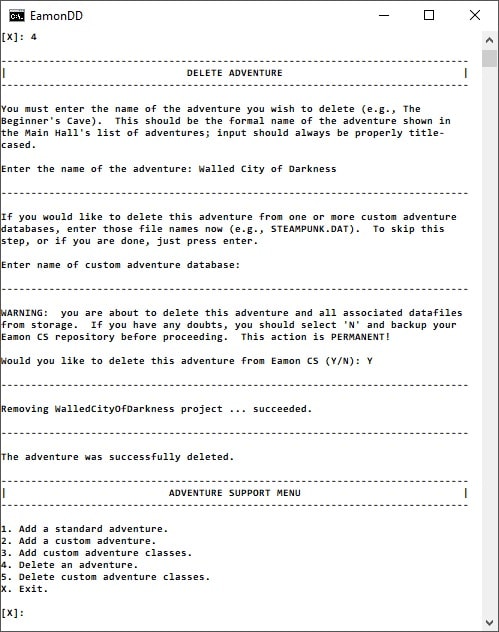 EamonDD
[X]: 4
------------------------------------------------------------------------------
|                              DELETE ADVENTURE                              |
------------------------------------------------------------------------------
You must enter the name of the adventure you wish to delete (e.g., The
Beginner's Cave).  This should be the formal name of the adventure shown in
the Main Hall's list of adventures; input should always be properly title-
cased.
Enter the name of the adventure: Walled City of Darkness
------------------------------------------------------------------------------
If you would like to delete this adventure from one or more custom adventure
databases, enter those file names now (e.g., STEAMPUNK.DAT).  To skip this
step, or if you are done, just press enter.
Enter name of custom adventure database:
------------------------------------------------------------------------------
WARNING:  you are about to delete this adventure and all associated datafiles
from storage.  If you have any doubts, you should select 'N' and backup your
Eamon CS repository before proceeding.  This action is PERMANENT!
Would you like to delete this adventure from Eamon CS (Y/N): Y
------------------------------------------------------------------------------
Removing WalledCityOfDarkness project ... succeeded.
------------------------------------------------------------------------------
The adventure was successfully deleted.
------------------------------------------------------------------------------
|                           ADVENTURE SUPPORT MENU                           |
------------------------------------------------------------------------------
1. Add a standard adventure.
2. Add a custom adventure.
3. Add custom adventure classes.
4. Delete an adventure.
5. Delete custom adventure classes.
X. Exit.
[X]: